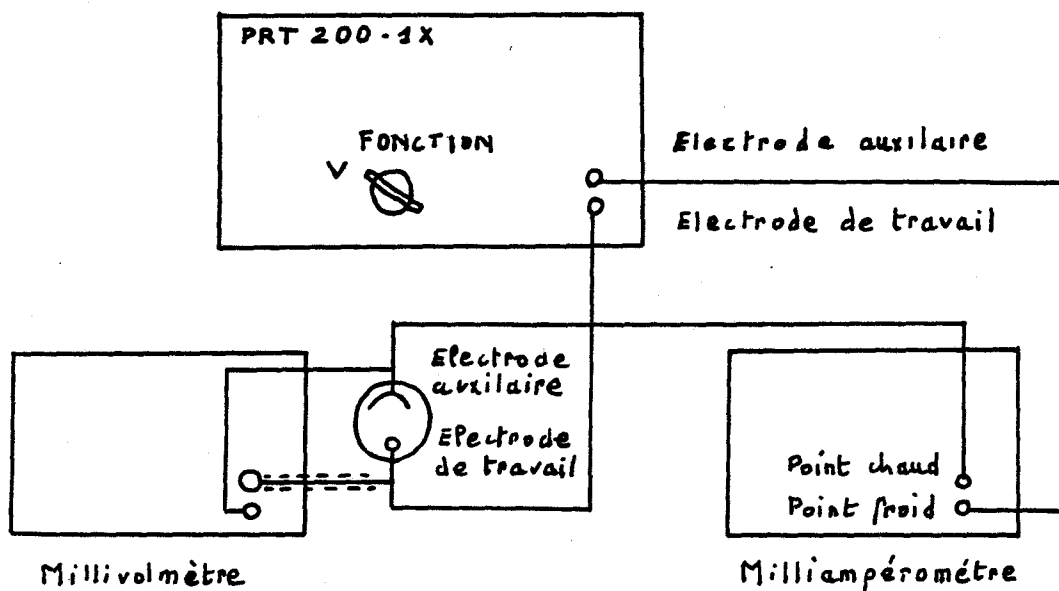 PRT 200-1X
FONCTION
V
Electrode auxilaire
Electrode de travail
Electrode
auxilaire
Electrode
de travail
Point chaud
Point froid
Millivolmètre
Milliampérométre